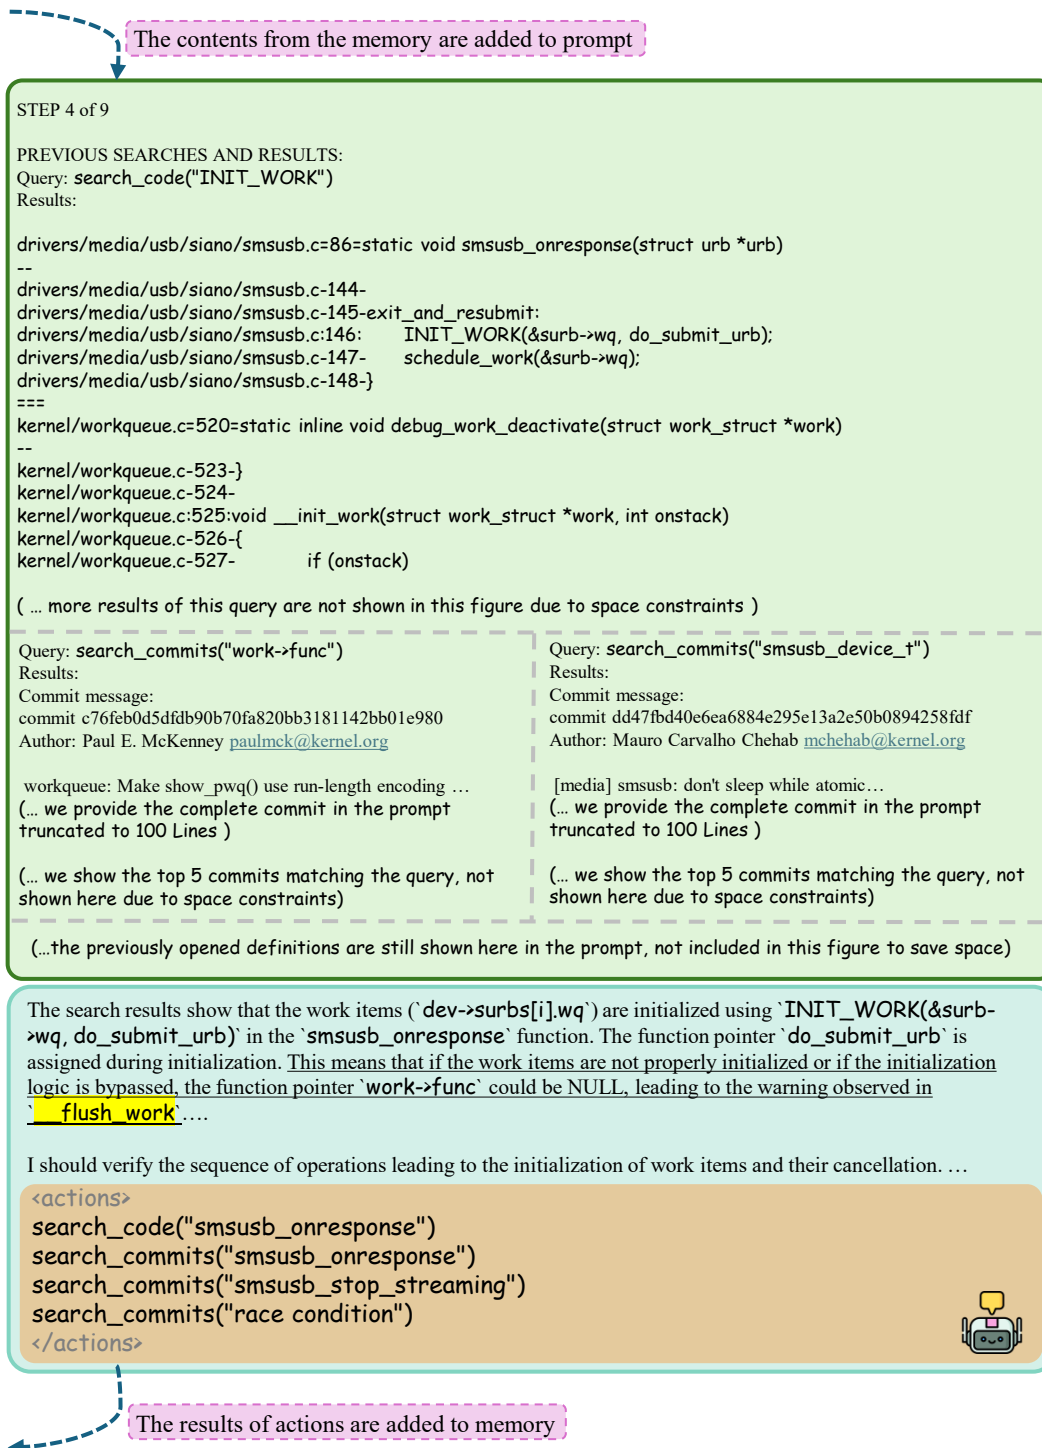 The contents from the memory are added to prompt
STEP 4 of 9
PREVIOUS SEARCHES AND RESULTS:
Query: search_code("INIT_WORK")
Results:
drivers/media/usb/siano/smsusb.c=86=static void smsusb_onresponse(struct urb *urb)
--
drivers/media/usb/siano/smsusb.c-144-
drivers/media/usb/siano/smsusb.c-145-exit_and_resubmit:
drivers/media/usb/siano/smsusb.c:146:    INIT_WORK(&surb->wq, do_submit_urb);
drivers/media/usb/siano/smsusb.c-147-    schedule_work(&surb->wq);
drivers/media/usb/siano/smsusb.c-148-}
===
kernel/workqueue.c=520=static inline void debug_work_deactivate(struct work_struct *work)
--
kernel/workqueue.c-523-}
kernel/workqueue.c-524-
kernel/workqueue.c:525:void __init_work(struct work_struct *work, int onstack)
kernel/workqueue.c-526-{
kernel/workqueue.c-527-    if (onstack)
( … more results of this query are not shown in this figure due to space constraints )
Query: search_commits("work->func")
Results:
Commit message:
commit c76feb0d5dfdb90b70fa820bb3181142bb01e980
Author: Paul E. McKenney paulmck@kernel.org
workqueue: Make show_pwq() use run-length encoding …
(… we provide the complete commit in the prompt
truncated to 100 Lines )
(… we show the top 5 commits matching the query, not
shown here due to space constraints)
Query: search_commits("smsusb_device_t")
Results:
Commit message:
commit dd47fbd40e6ea6884e295e13a2e50b0894258fdf
Author: Mauro Carvalho Chehab mchehab@kernel.org
[media] smsusb: don't sleep while atomic…
(… we provide the complete commit in the prompt
truncated to 100 Lines )
(… we show the top 5 commits matching the query, not
shown here due to space constraints)
(…the previously opened definitions are still shown here in the prompt, not included in this figure to save space)
The search results show that the work items (`dev->surbs[i].wq`) are initialized using `INIT_WORK(&surb-
>wq, do_submit_urb)` in the `smsusb_onresponse` function. The function pointer `do_submit_urb` is
assigned during initialization. This means that if the work items are not properly initialized or if the initialization
logic is bypassed, the function pointer `work->func` could be NULL, leading to the warning observed in
`__flush_work`….
I should verify the sequence of operations leading to the initialization of work items and their cancellation. …
<actions>
search_code("smsusb_onresponse")
search_commits("smsusb_onresponse")
search_commits("smsusb_stop_streaming")
search_commits("race condition")
</actions>
The results of actions are added to memory